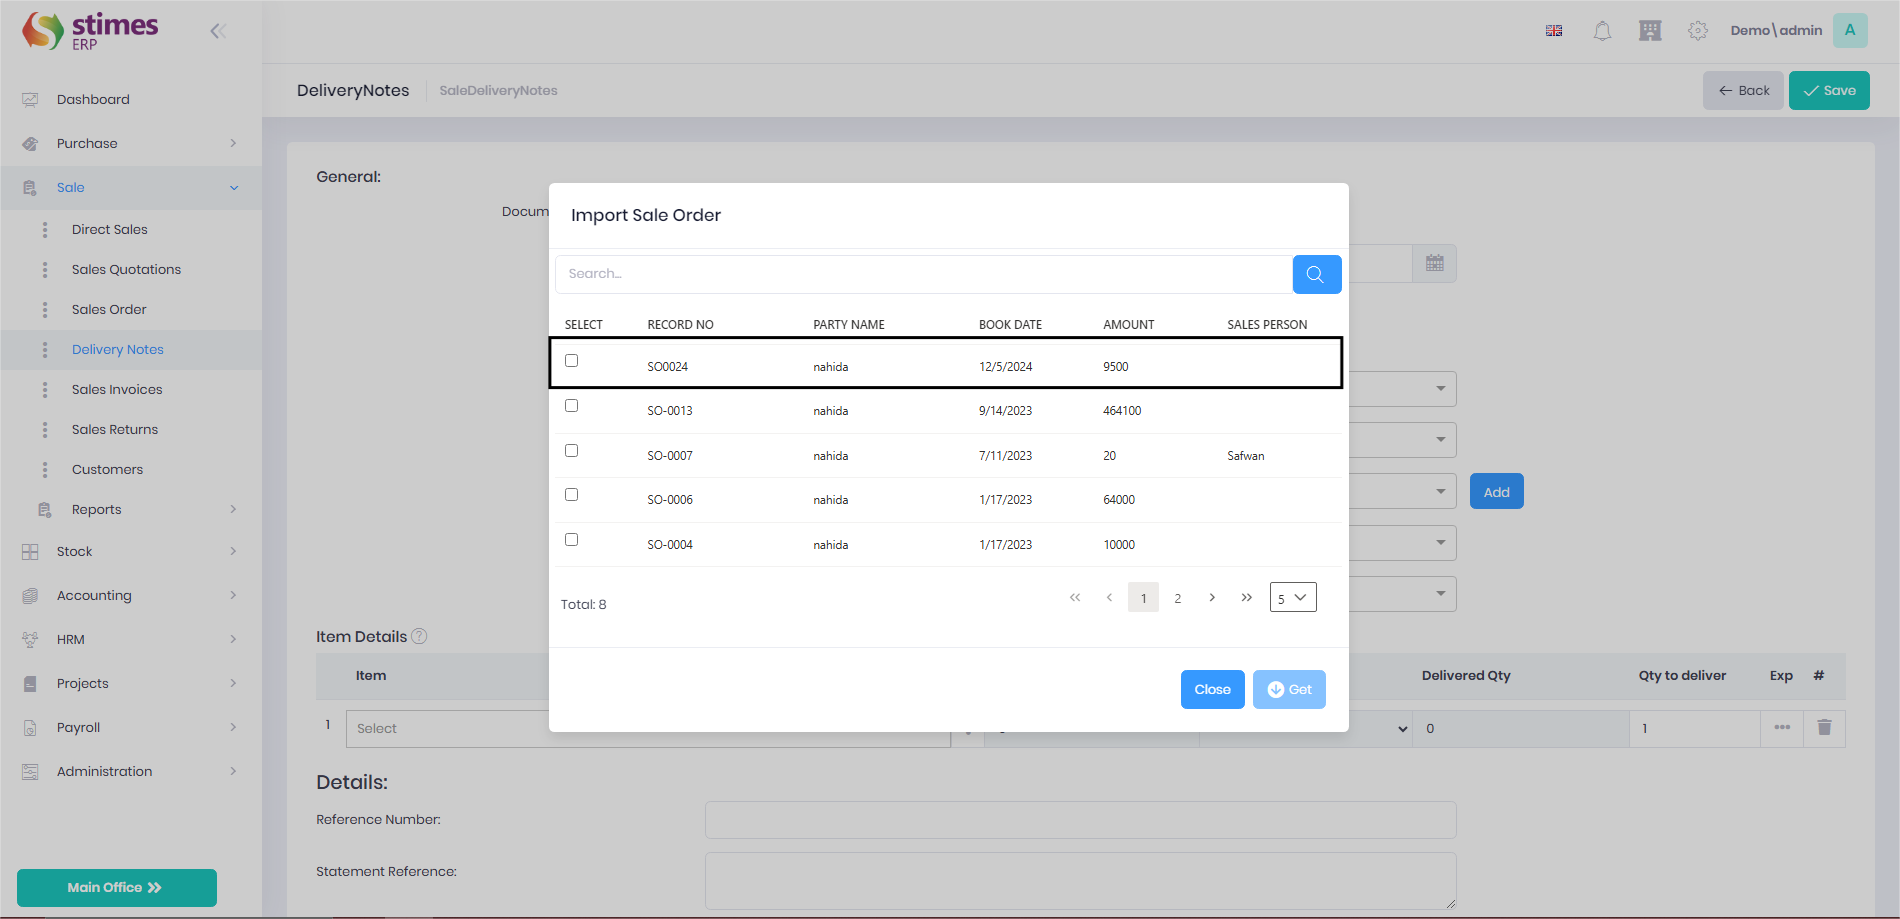 stimes
ERP
Demo\admin
A
Dashboard
Purchase
Sale
Direct Sales
Sales Quotations
Sales Order
Delivery Notes
Sales Invoices
Sales Returns
Customers
Reports
Stock
Accounting
HRM
Projects
Payroll
Administration
Main Office
DeliveryNotes SaleDeliveryNotes
Back
Save
General:
Docum
Import Sale Order
Search...
SELECT RECORD NO PARTY NAME BOOK DATE AMOUNT SALES PERSON
SO0024 nahida 12/5/2024 9500
SO-0013 nahida 9/14/2023 464100
SO-0007 nahida 7/11/2023 20 Safwan
SO-0006 nahida 1/17/2023 64000
SO-0004 nahida 1/17/2023 10000
Total: 8
1 2 5
Close Get
Add
Item Details ?
Item Delivered Qty Qty to deliver Exp #
1 Select 0 1
Details:
Reference Number:
Statement Reference: